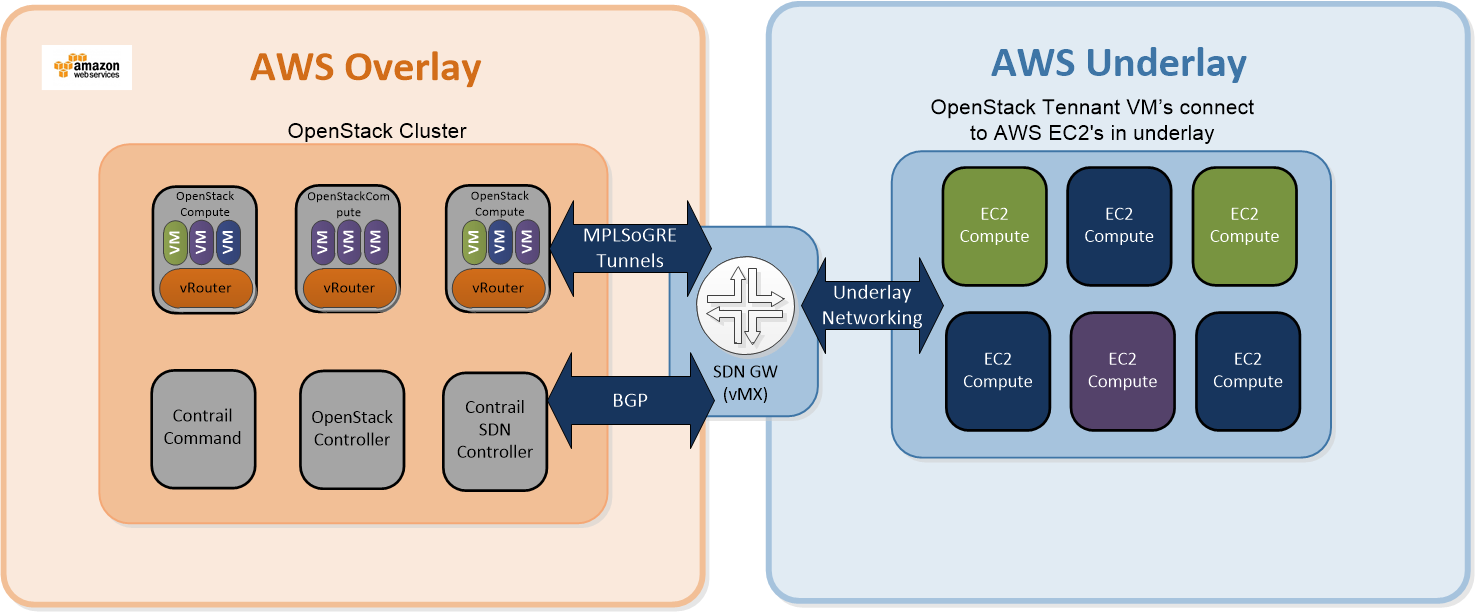 amazon
web services
AWS Overlay
OpenStack Cluster
OpenStack
Compute
VM VM VM
vRouter
OpenStackCom
pute
VM VM VM
vRouter
OpenStack
Compute
VM VM VM
vRouter
Contrail
Command
OpenStack
Controller
Contrail
SDN
Controller
MPLSoGRE
Tunnels
BGP
SDN GW
(vMX)
Underlay
Networking
AWS Underlay
OpenStack Tennant VM’s connect
to AWS EC2's in underlay
EC2
Compute
EC2
Compute
EC2
Compute
EC2
Compute
EC2
Compute
EC2
Compute